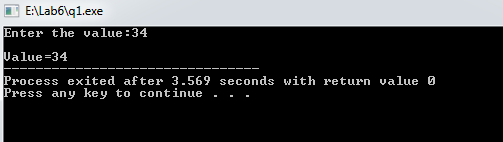 E:\Lab6\q1.exe
Enter the value:34
Value=34
--------------------------------
Process exited after 3.569 seconds with return value 0
Press any key to continue . . .